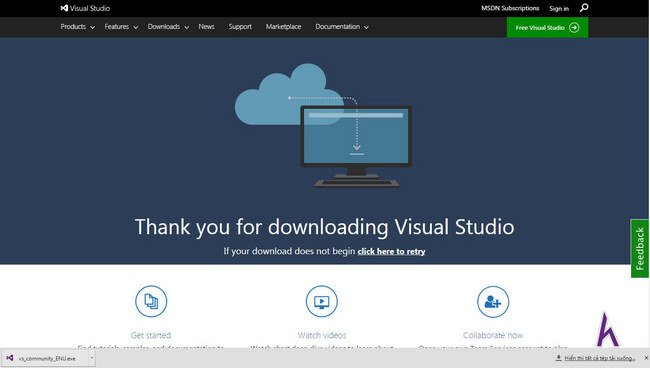 Visual Studio
MSDN Subscriptions Sign in
Products Features Downloads News Support Marketplace Documentation
Free Visual Studio
Thank you for downloading Visual Studio
If your download does not begin click here to retry
Feedback
Get started Watch videos Collaborate now
vs_community_ENU.exe
Hiển thị tất cả tệp tải xuống...